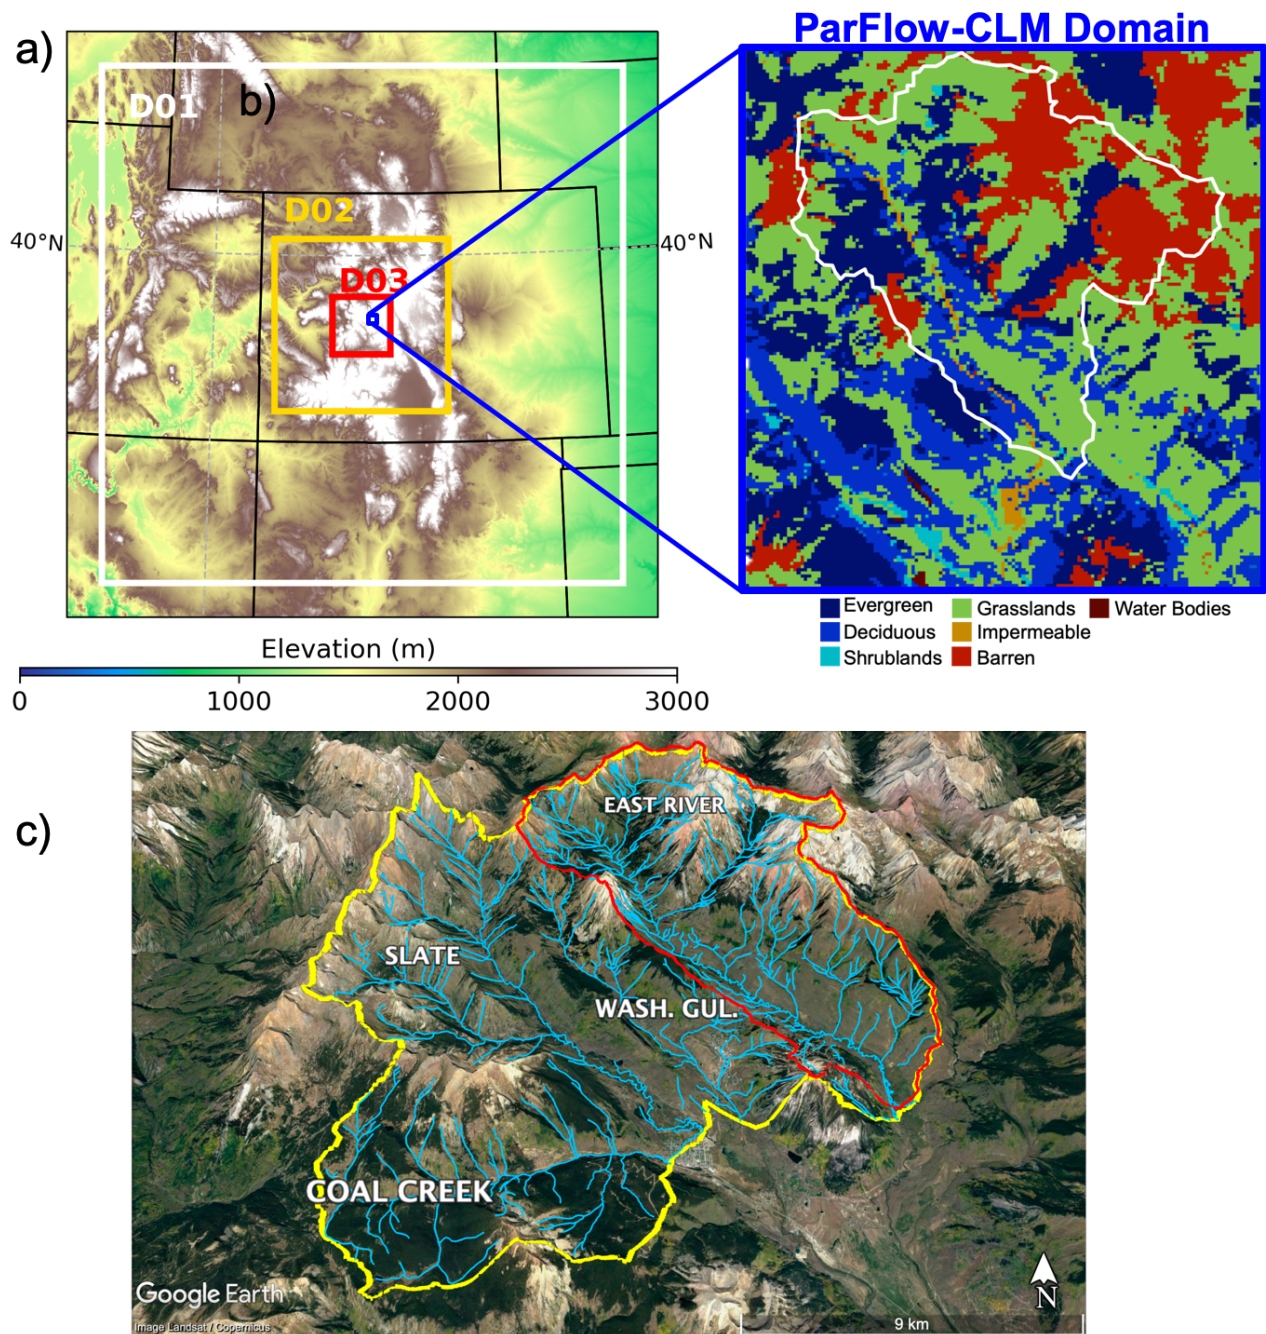 ParFlow-CLM Domain
a)
b)
D01
D02
D03
40°N
40°N
Evergreen
Grasslands
Water Bodies
Deciduous
Impermeable
Shrublands
Barren
Elevation (m)
0
1000
2000
3000
c)
EAST RIVER
SLATE
WASH. GUL.
COAL CREEK
Google Earth
N
Image Landsat / Copernicus
9 km